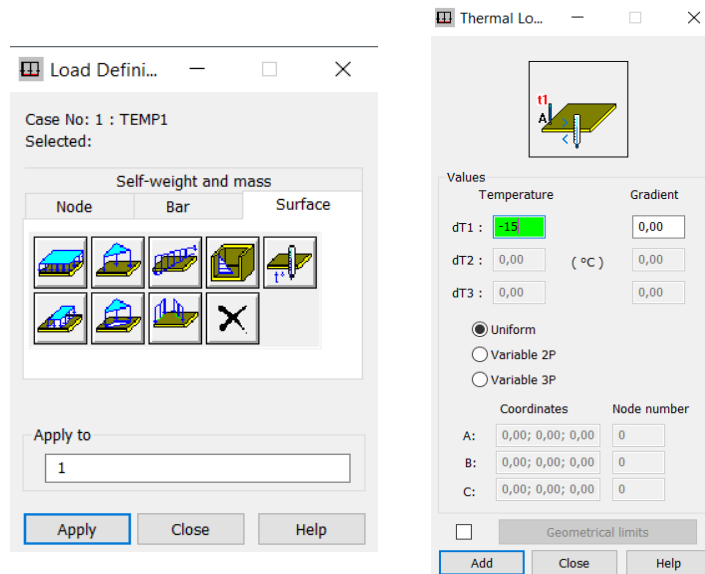 Load Defini...
Case No: 1 : TEMP1
Selected:
Self-weight and mass
Node Bar Surface
t°
Apply to
1
Apply Close Help
Thermal Lo...
t1
A
Values
Temperature Gradient
dT1 : -15 0,00
dT2 : 0,00 ( °C ) 0,00
dT3 : 0,00 0,00
Uniform
Variable 2P
Variable 3P
Coordinates Node number
A: 0,00; 0,00; 0,00 0
B: 0,00; 0,00; 0,00 0
C: 0,00; 0,00; 0,00 0
Geometrical limits
Add Close Help